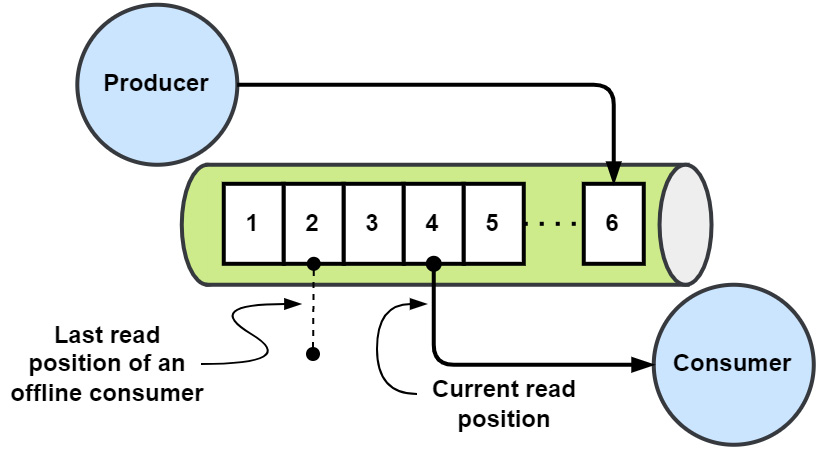 Producer
1 2 3 4 5 6
Last read
position of an
offline consumer
Current read
position
Consumer